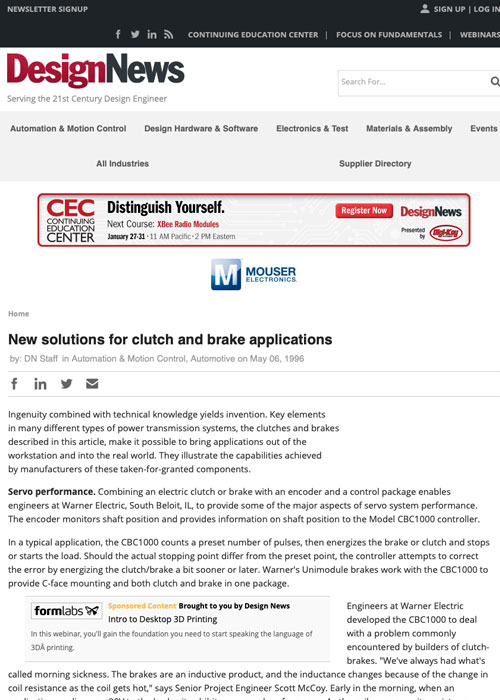 NEWSLETTER SIGNUP
SIGN UP | LOG IN
CONTINUING EDUCATION CENTER | FOCUS ON FUNDAMENTALS | WEBINARS
DesignNews
Serving the 21st Century Design Engineer
Search For...
Automation & Motion Control Design Hardware & Software Electronics & Test Materials & Assembly Events
All Industries Supplier Directory
CEC
CONTINUING
EDUCATION
CENTER
Distinguish Yourself.
Next Course: XBee Radio Modules
January 27-31 • 11 AM Pacific • 2 PM Eastern
Register Now
DesignNews
Presented
by
Digi-Key
M
MOUSER
ELECTRONICS.
Home
New solutions for clutch and brake applications
by: DN Staff in Automation & Motion Control, Automotive on May 06, 1996
Ingenuity combined with technical knowledge yields invention. Key elements
in many different types of power transmission systems, the clutches and brakes
described in this article, make it possible to bring applications out of the
workstation and into the real world. They illustrate the capabilities achieved
by manufacturers of these taken-for-granted components.
Servo performance. Combining an electric clutch or brake with an encoder and a control package enables
engineers at Warner Electric, South Beloit, IL, to provide some of the major aspects of servo system performance.
The encoder monitors shaft position and provides information on shaft position to the Model CBC1000 controller.
In a typical application, the CBC1000 counts a preset number of pulses, then energizes the brake or clutch and stops
or starts the load. Should the actual stopping point differ from the preset point, the controller attempts to correct
the error by energizing the clutch/brake a bit sooner or later. Warner's Unimodule brakes work with the CBC1000 to
provide C-face mounting and both clutch and brake in one package.
formlabs
Sponsored Content Brought to you by Design News
Intro to Desktop 3D Printing
In this webinar, you'll gain the foundation you need to start speaking the language of
3DÂ printing.
Engineers at Warner Electric
developed the CBC1000 to deal
with a problem commonly
encountered by builders of clutch-
brakes. "We've always had what's
called morning sickness. The brakes are an inductive product, and the inductance changes because of the change in
coil resistance as the coil gets hot," says Senior Project Engineer Scott McCoy. Early in the morning, when an